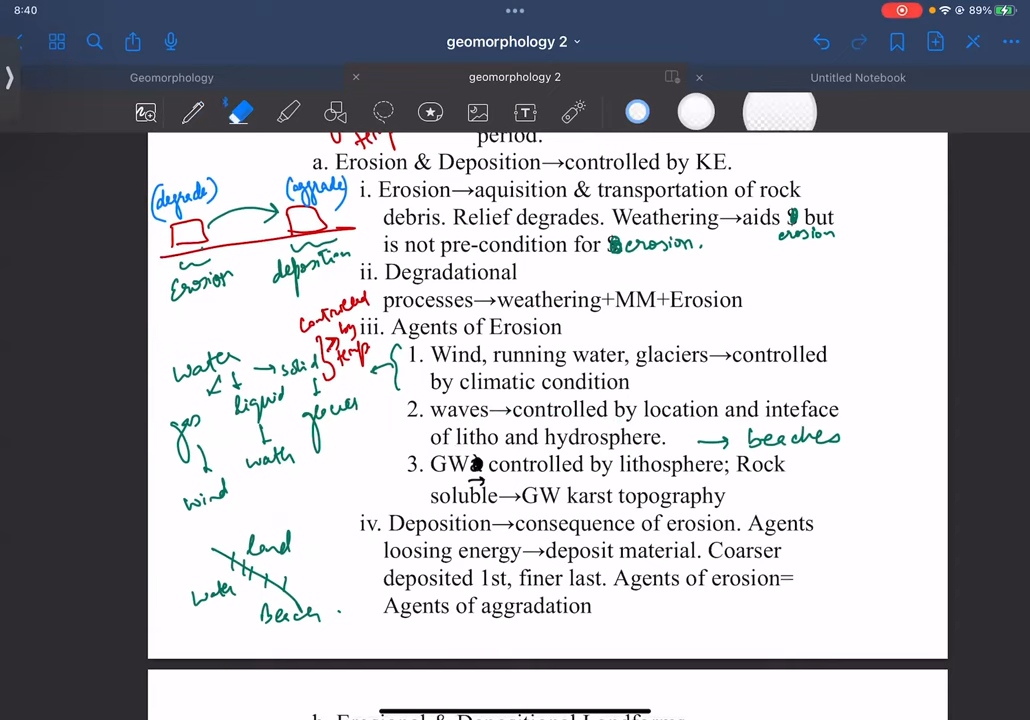 8:40
89%
geomorphology 2
Geomorphology
geomorphology 2
Untitled Notebook
temp
period.
a. Erosion & Deposition→controlled by KE.
(degrade)
(aggrade)
i. Erosion→aquisition & transportation of rock
debris. Relief degrades. Weathering→aids but
erosion
is not pre-condition for erosion.
Erosion
deposition
ii. Degradational
processes→weathering+MM+Erosion
controlled
by
temp
iii. Agents of Erosion
1. Wind, running water, glaciers→controlled
by climatic condition
water
→ solid
gas
liquid
wind
2. waves→controlled by location and inteface
of litho and hydrosphere. → beaches
3. GW controlled by lithosphere; Rock
→
soluble→GW karst topography
iv. Deposition→consequence of erosion. Agents
loosing energy→deposit material. Coarser
deposited 1st, finer last. Agents of erosion=
Agents of aggradation
land
water
Beach .